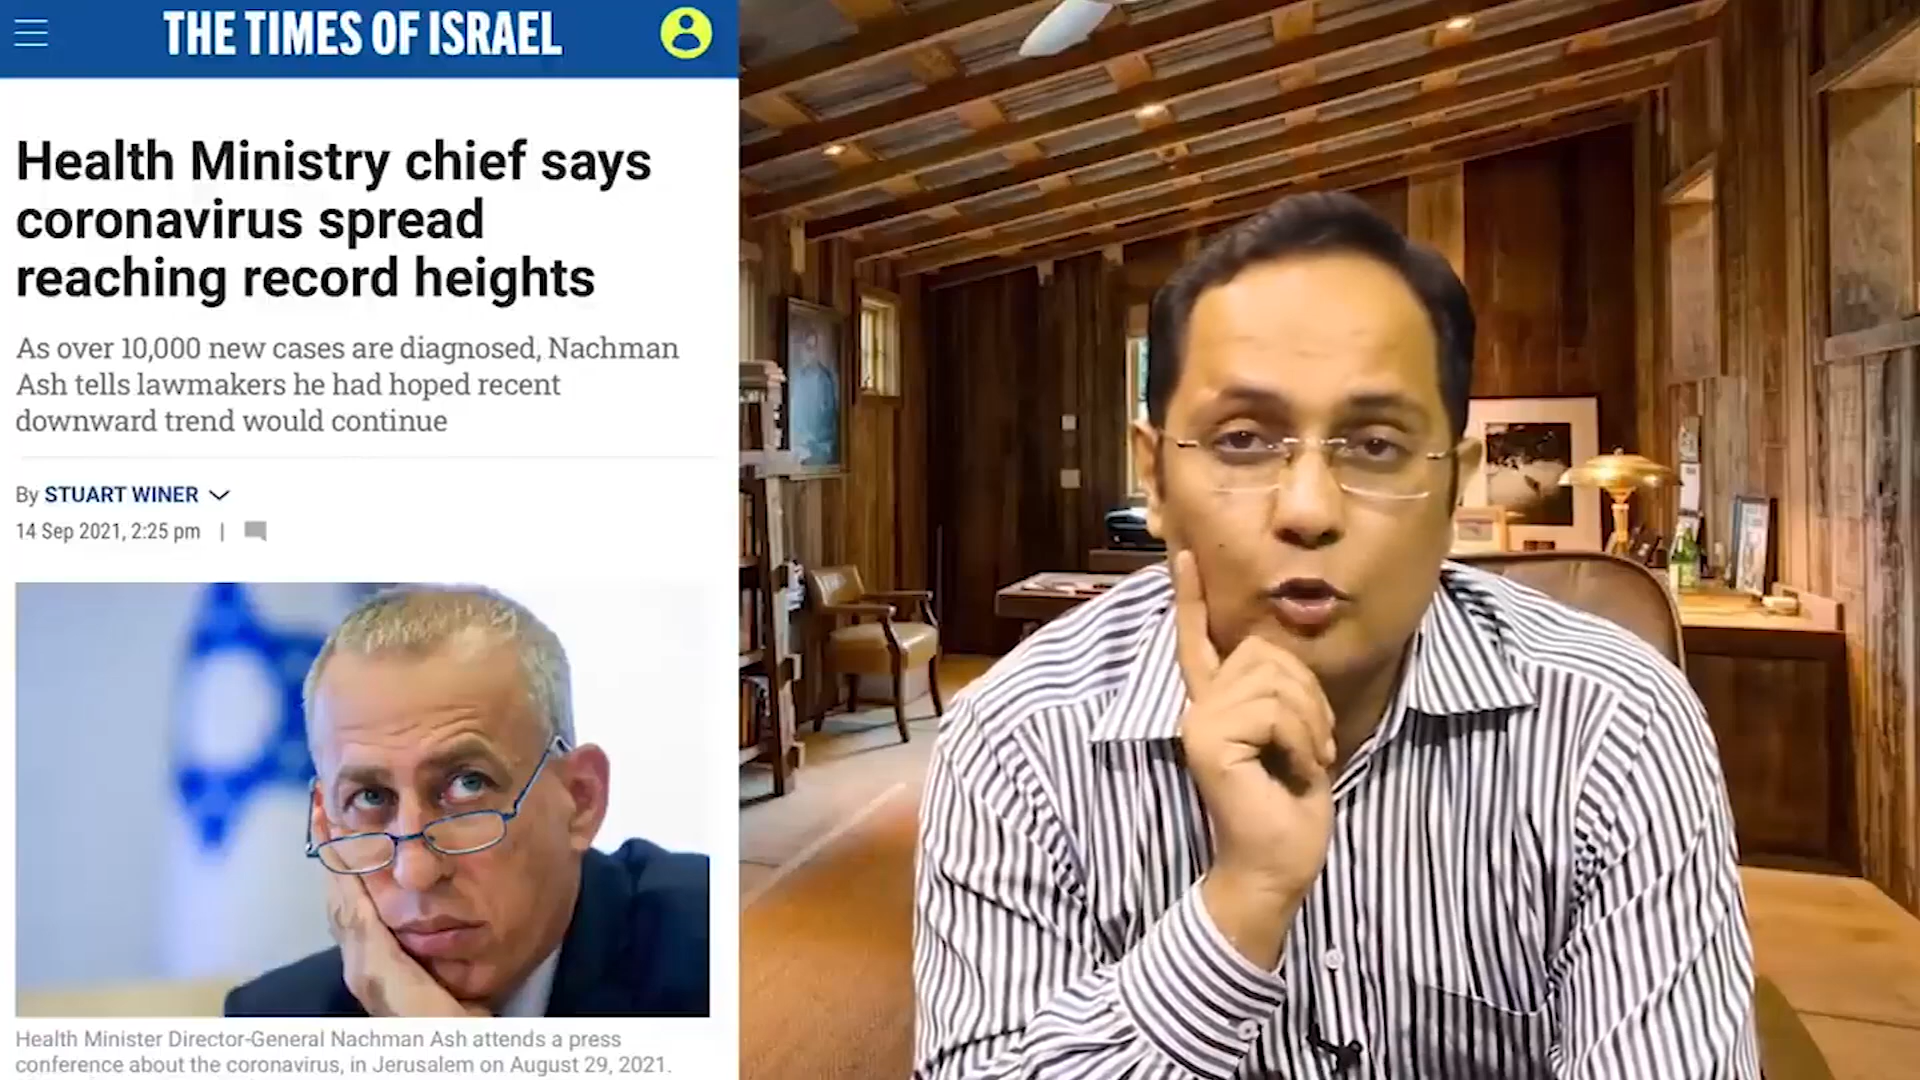 THE TIMES OF ISRAEL
Health Ministry chief says
coronavirus spread
reaching record heights
As over 10,000 new cases are diagnosed, Nachman
Ash tells lawmakers he had hoped recent
downward trend would continue
By STUART WINER
14 Sep 2021, 2:25 pm |
Health Minister Director-General Nachman Ash attends a press
conference about the coronavirus, in Jerusalem on August 29, 2021.